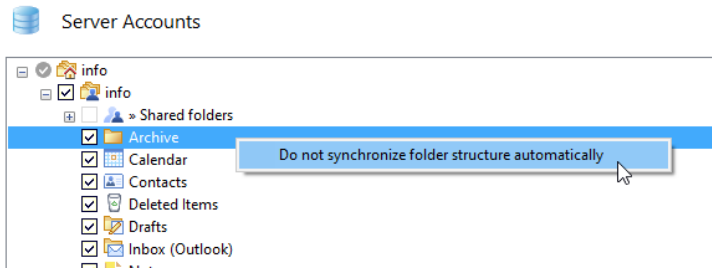 Server Accounts
info
info
» Shared folders
Archive
Do not synchronize folder structure automatically
Calendar
Contacts
Deleted Items
Drafts
Inbox (Outlook)